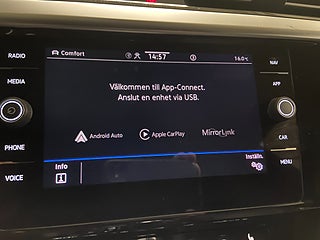 RADIO
MEDIA
PHONE
VOICE
Comfort
14:57
16.0°C
Välkommen till App-Connect.
Anslut en enhet via USB.
Android Auto
Apple CarPlay
MirrorLink
Info
Inställn.
NAV
APP
CAR
MENU